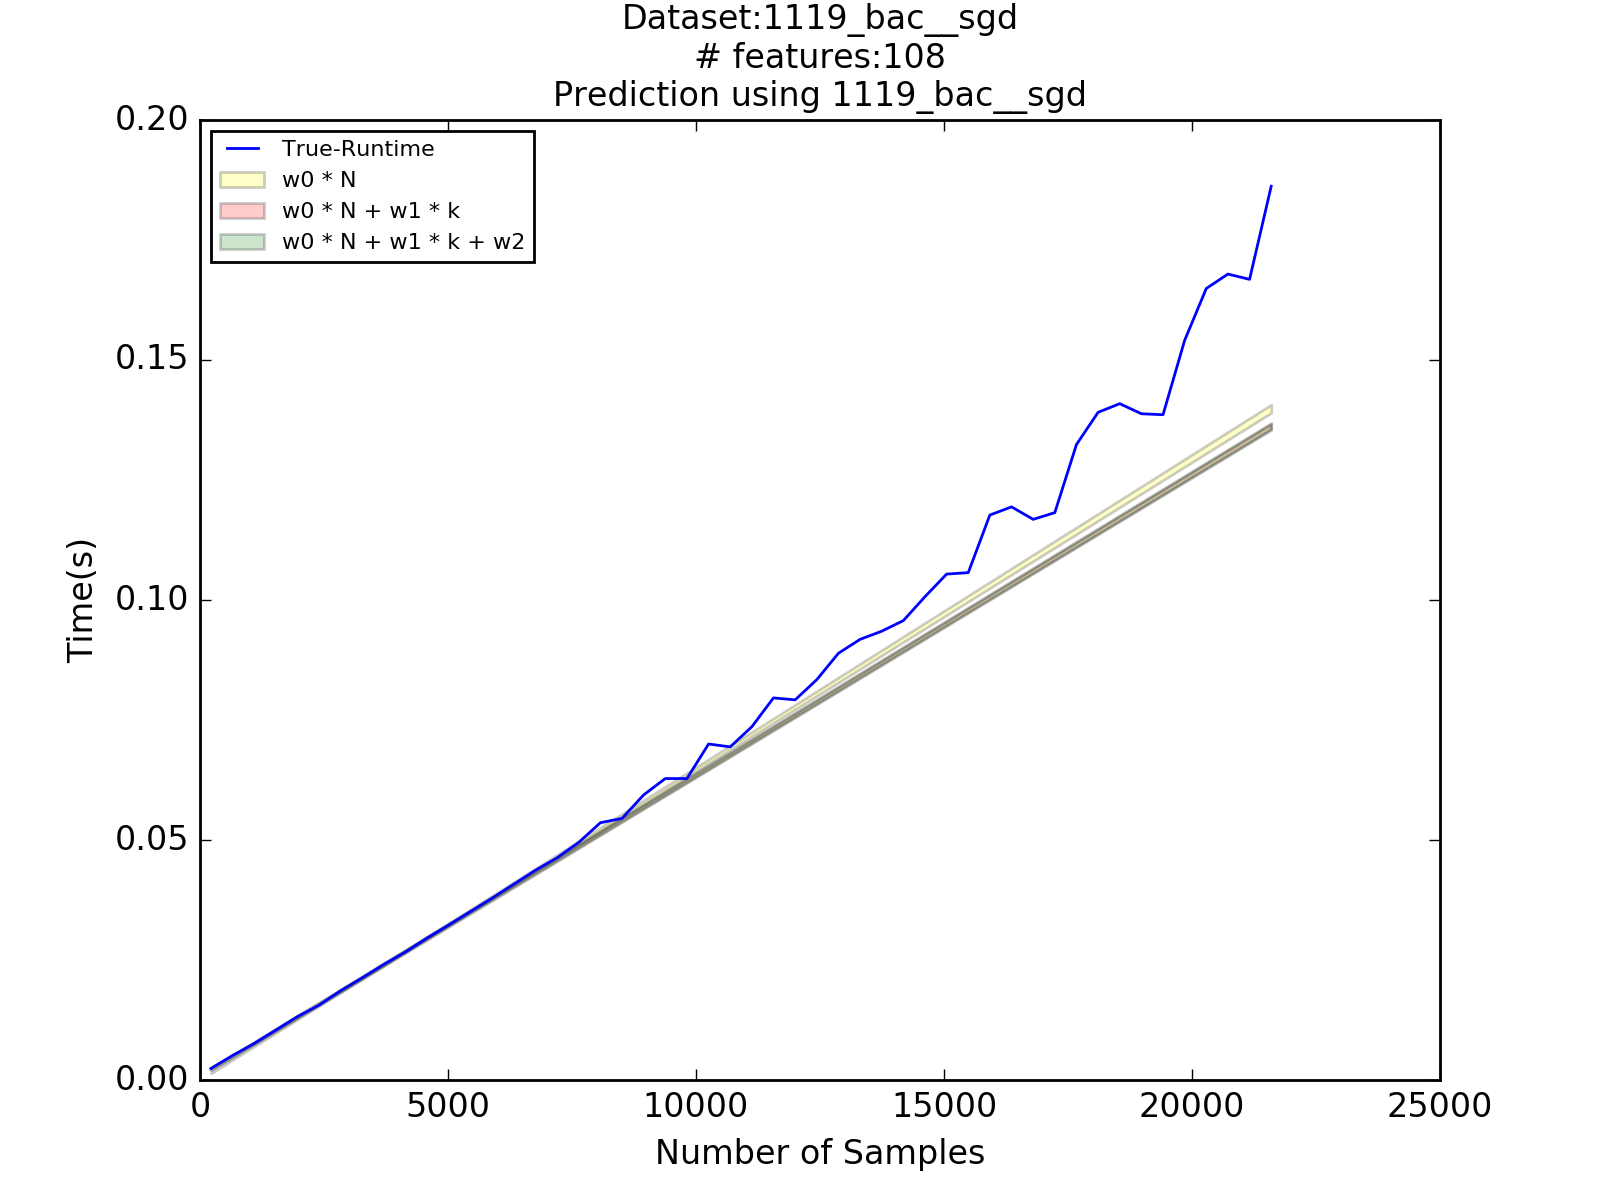 Dataset:1119_bac__sgd
# features:108
Prediction using 1119_bac__sgd
0.20
0.15
0.10
0.05
0.00
Time(s)
True-Runtime
w0 * N
w0 * N + w1 * k
w0 * N + w1 * k + w2
0 5000 10000 15000 20000 25000
Number of Samples